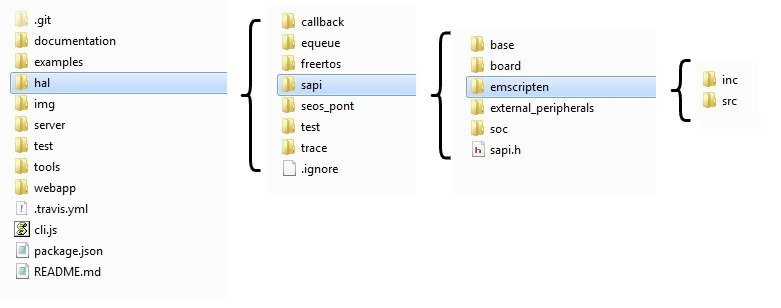 .git
documentation
examples
hal
img
server
test
tools
webapp
.travis.yml
cli.js
package.json
README.md
callback
equeue
freertos
sapi
seos_pont
test
trace
.ignore
base
board
emscripten
external_peripherals
soc
sapi.h
inc
src